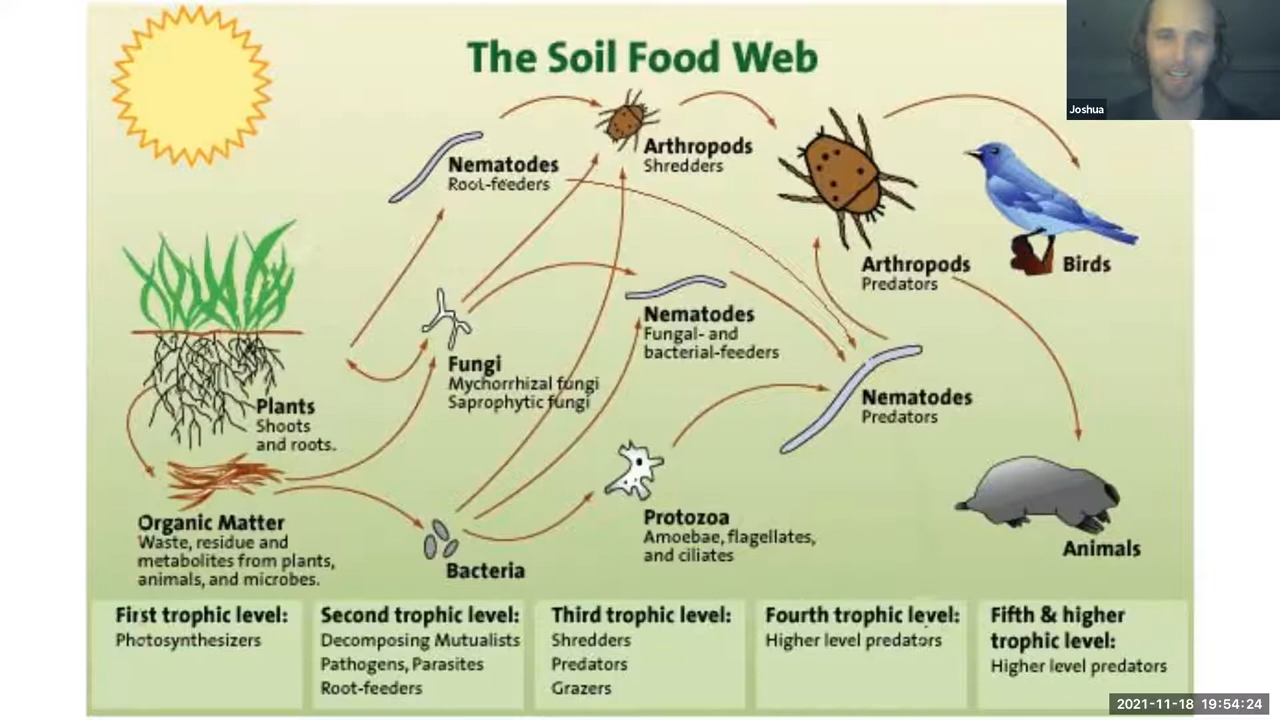 The Soil Food Web
Joshua
Nematodes
Root-feeders
Arthropods
Shredders
Arthropods
Predators
Birds
Nematodes
Fungal- and
bacterial-feeders
Fungi
Mychorrhizal fungi
Saprophytic fungi
Nematodes
Predators
Plants
Shoots
and roots.
Organic Matter
Waste, residue and
metabolites from plants,
animals, and microbes.
Bacteria
Protozoa
Amoebae, flagellates,
and ciliates
Animals
First trophic level:
Photosynthesizers
Second trophic level:
Decomposing Mutualists
Pathogens, Parasites
Root-feeders
Third trophic level:
Shredders
Predators
Grazers
Fourth trophic level:
Higher level predators
Fifth & higher
trophic level:
Higher level predators
2021-11-18 19:54:24